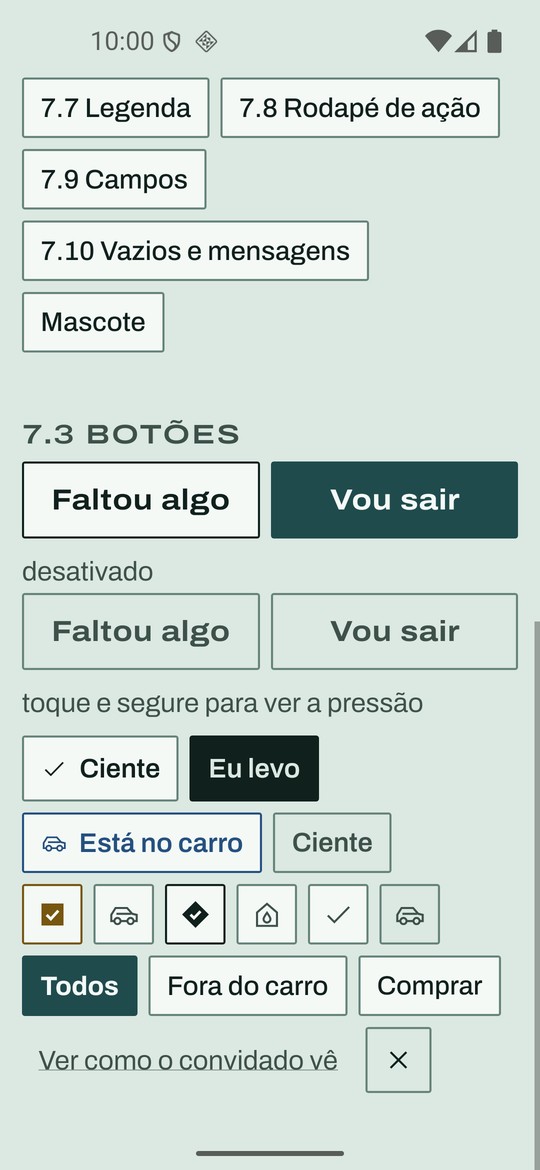 10:00
7.7 Legenda 7.8 Rodapé de ação
7.9 Campos
7.10 Vazios e mensagens
Mascote
7.3 BOTÕES
Faltou algo Vou sair
desativado
Faltou algo Vou sair
toque e segure para ver a pressão
Ciente Eu levo
Está no carro Ciente
Todos Fora do carro Comprar
Ver como o convidado vê